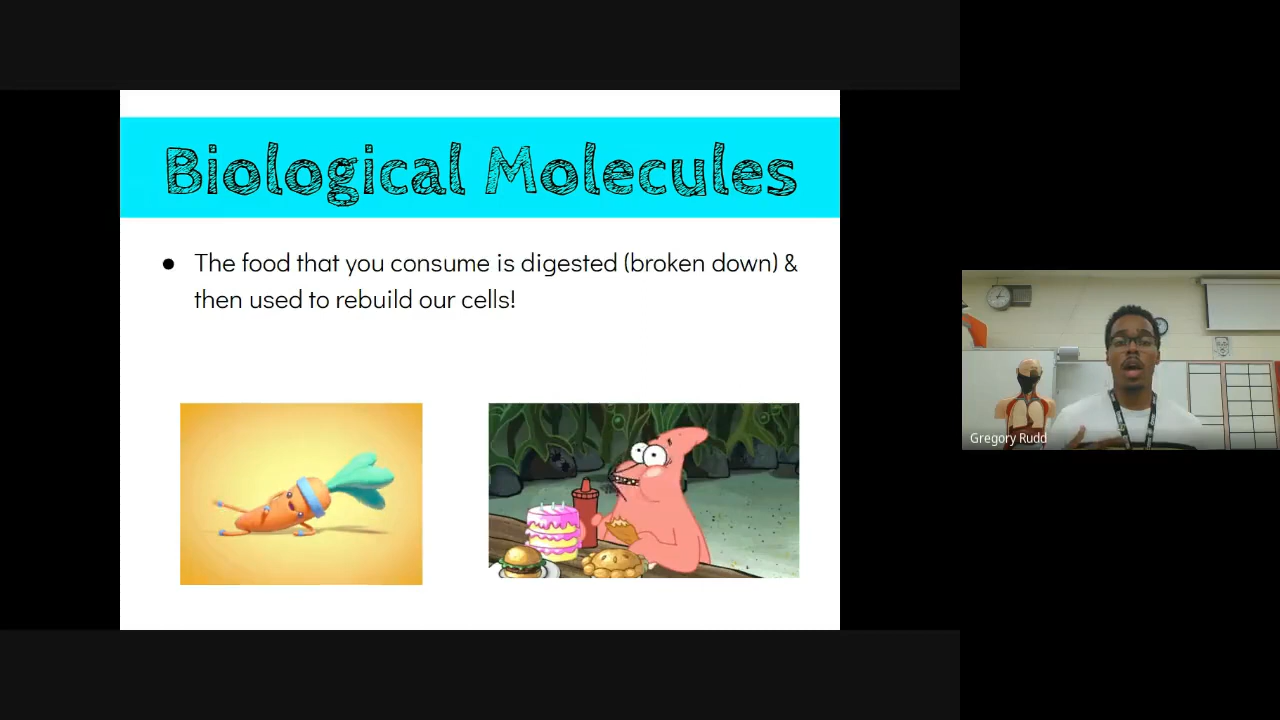 Biological Molecules
● The food that you consume is digested (broken down) &
then used to rebuild our cells!
Gregory Rudd